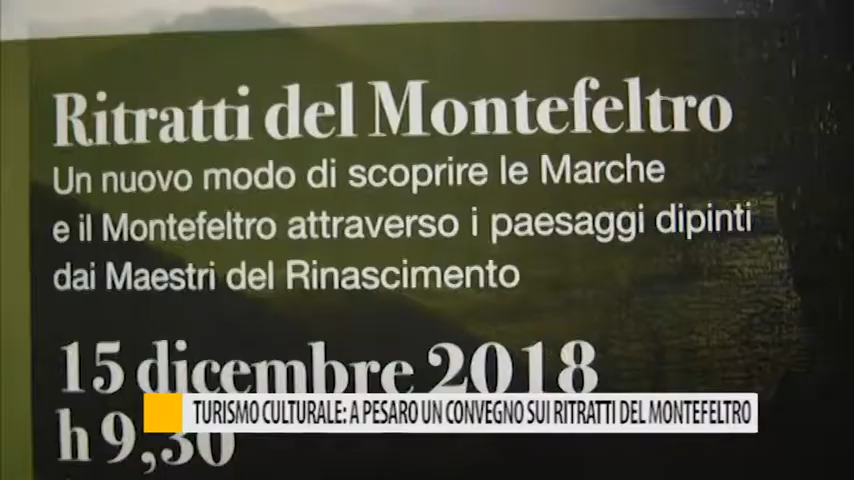 Ritratti del Montefeltro
Un nuovo modo di scoprire le Marche
e il Montefeltro attraverso i paesaggi dipinti
dai Maestri del Rinascimento
15 dicembre 2018
h 9,30
TURISMO CULTURALE: A PESARO UN CONVEGNO SUI RITRATTI DEL MONTEFELTRO